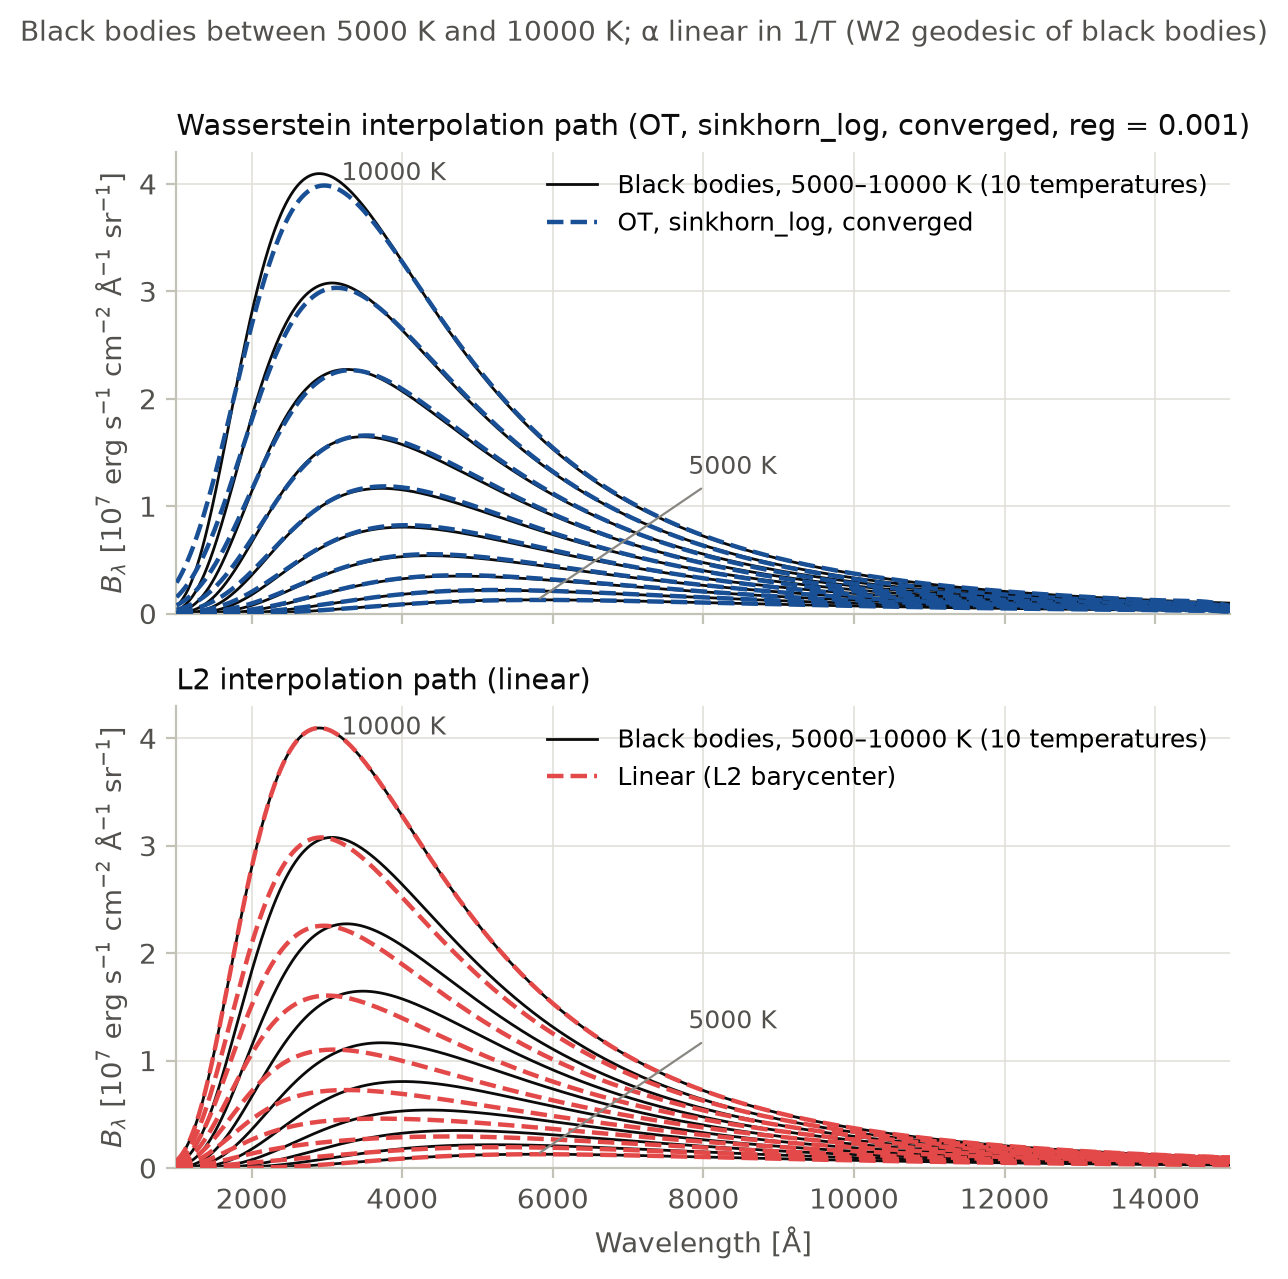 Black bodies between 5000 K and 10000 K; α linear in 1/T (W2 geodesic of black bodies)
Wasserstein interpolation path (OT, sinkhorn_log, converged, reg = 0.001)
10000 K
Black bodies, 5000–10000 K (10 temperatures)
OT, sinkhorn_log, converged
5000 K
4
3
2
1
0
B_λ [10⁷ erg s⁻¹ cm⁻² Å⁻¹ sr⁻¹]
L2 interpolation path (linear)
10000 K
Black bodies, 5000–10000 K (10 temperatures)
Linear (L2 barycenter)
5000 K
4
3
2
1
0
B_λ [10⁷ erg s⁻¹ cm⁻² Å⁻¹ sr⁻¹]
2000 4000 6000 8000 10000 12000 14000
Wavelength [Å]